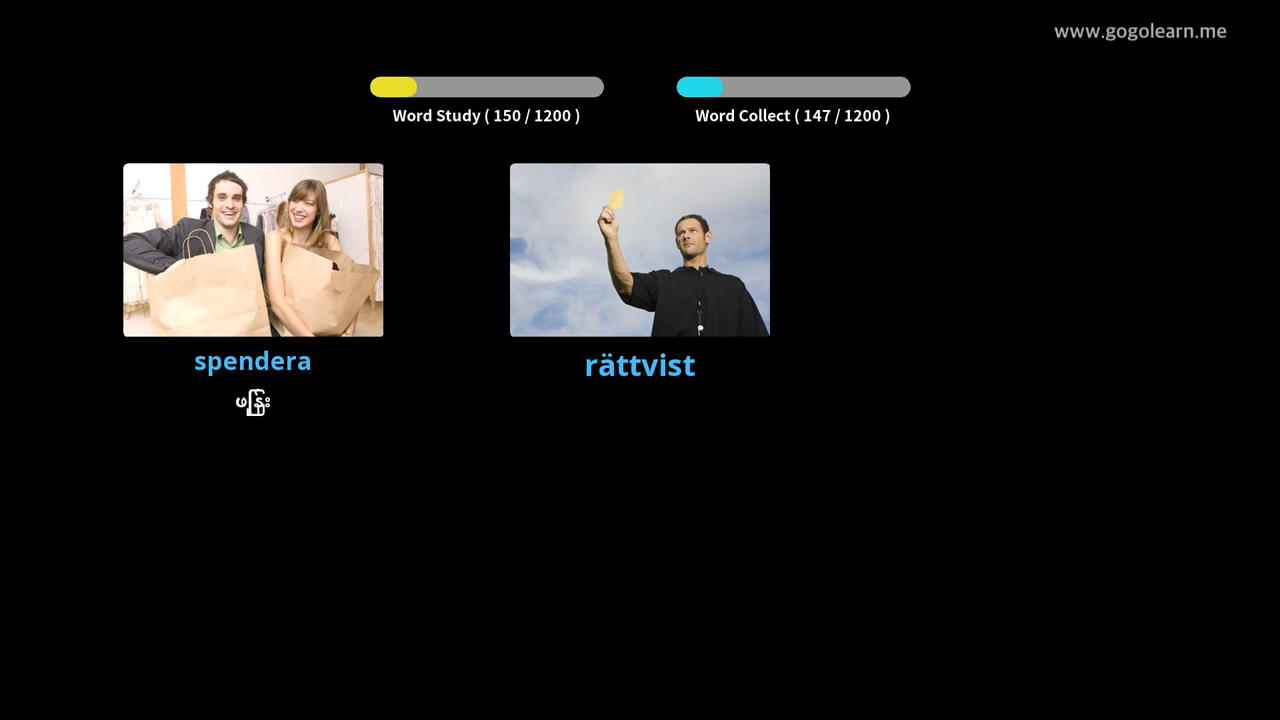 www.gogolearn.me
Word Study ( 150 / 1200 )
Word Collect ( 147 / 1200 )
spendera
rättvist
ဖြုန်း